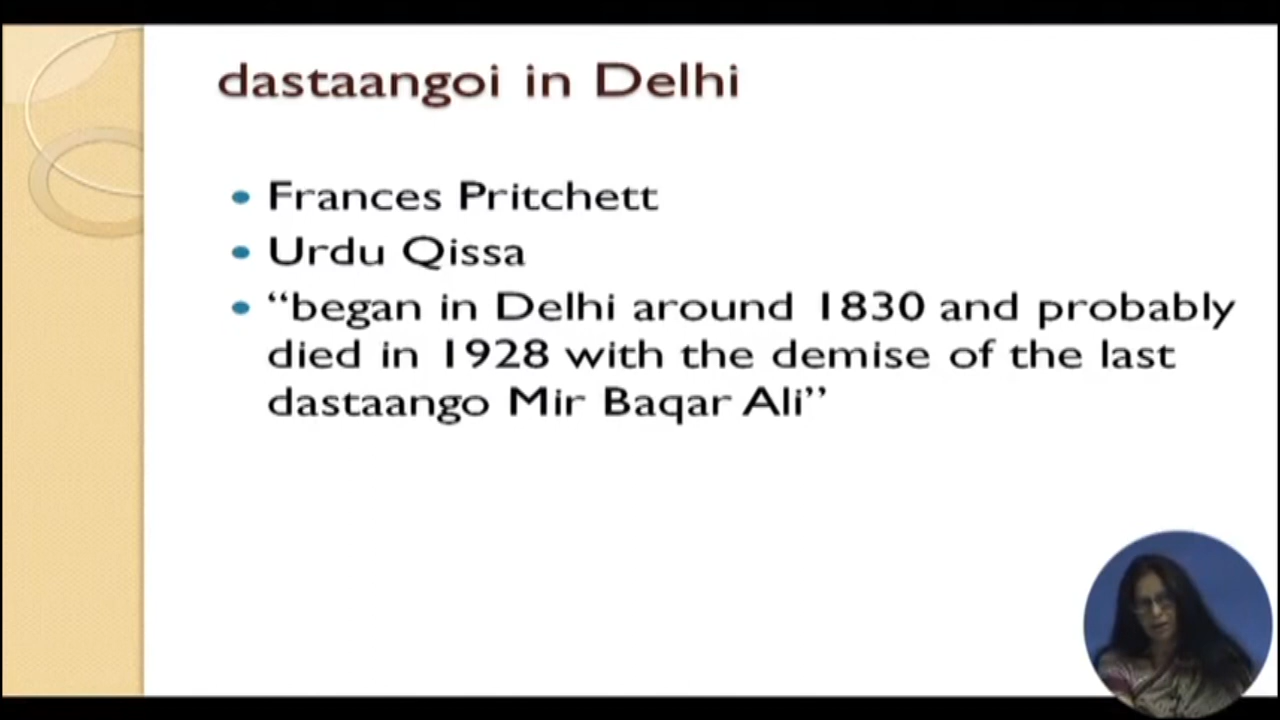 dastaangoi in Delhi
• Frances Pritchett
• Urdu Qissa
• “began in Delhi around 1830 and probably
died in 1928 with the demise of the last
dastaango Mir Baqar Ali”